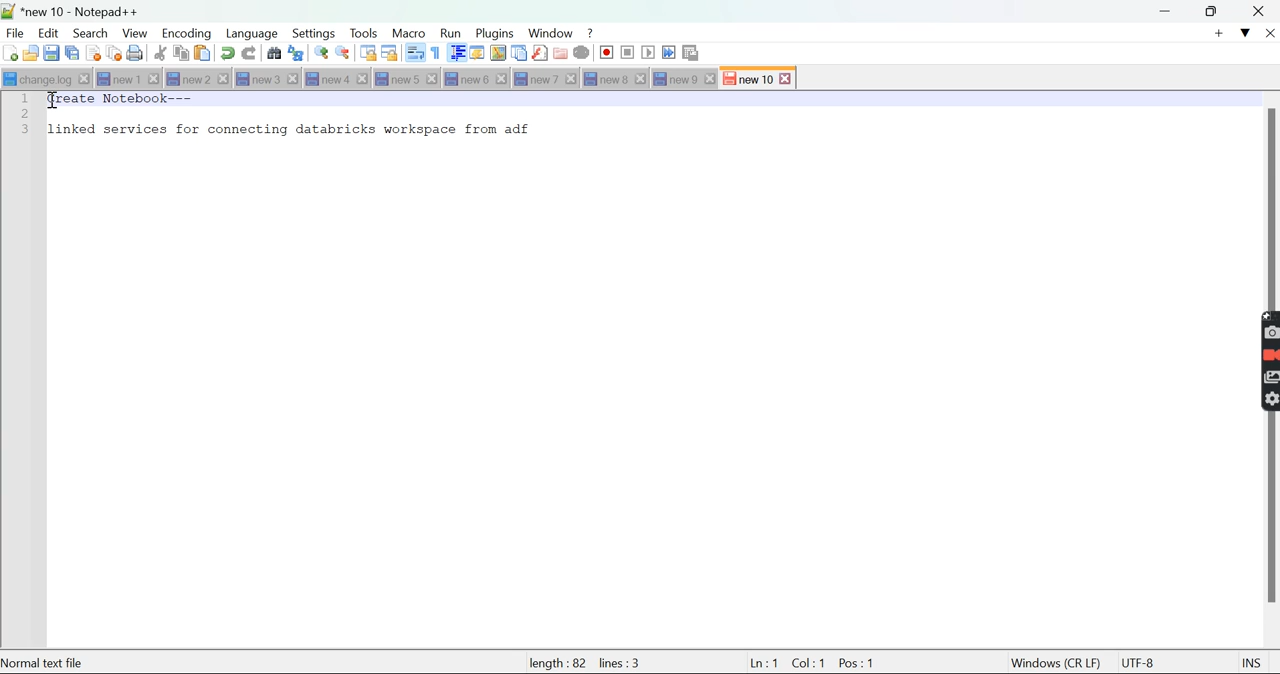 *new 10 - Notepad++
File Edit Search View Encoding Language Settings Tools Macro Run Plugins Window ?
change.log new 1 new 2 new 3 new 4 new 5 new 6 new 7 new 8 new 9 new 10
1 Create Notebook---
2
3 linked services for connecting databricks workspace from adf
Normal text file length : 82 lines : 3 Ln : 1 Col : 1 Pos : 1 Windows (CR LF) UTF-8 INS